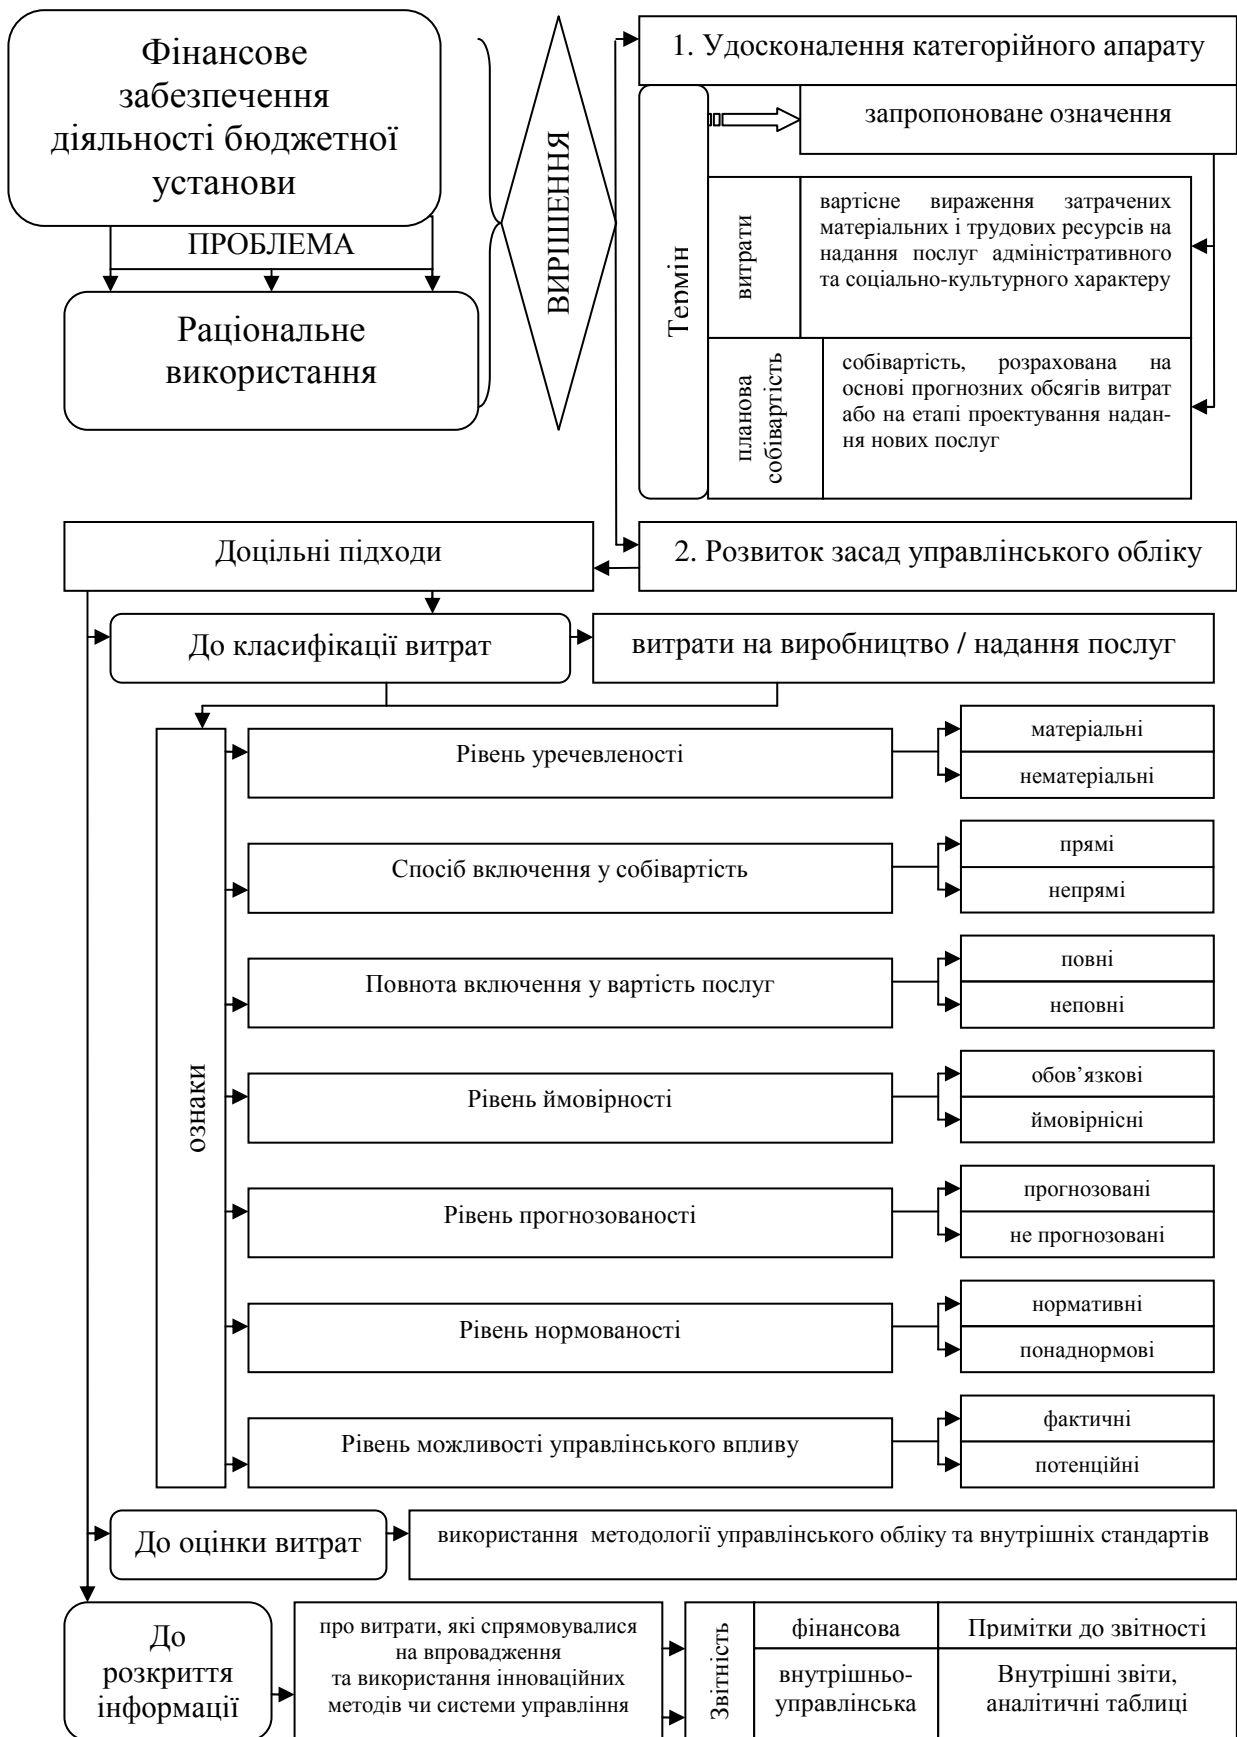 Фінансове
забезпечення
діяльності бюджетної
установи
ПРОБЛЕМА
Раціональне
використання
ВИРІШЕННЯ
1. Удосконалення категорійного апарату
Термін
запропоноване означення
витрати
вартісне вираження затрачених
матеріальних і трудових ресурсів на
надання послуг адміністративного
та соціально-культурного характеру
планова
собівартість
собівартість, розрахована на
основі прогнозних обсягів витрат
або на етапі проектування надан-
ня нових послуг
2. Розвиток засад управлінського обліку
Доцільні підходи
До класифікації витрат
витрати на виробництво / надання послуг
ознаки
Рівень уречевленості
матеріальні
нематеріальні
Спосіб включення у собівартість
прямі
непрямі
Повнота включення у вартість послуг
повні
неповні
Рівень ймовірності
обов’язкові
ймовірнісні
Рівень прогнозованості
прогнозовані
не прогнозовані
Рівень нормованості
нормативні
понаднормові
Рівень можливості управлінського впливу
фактичні
потенційні
До оцінки витрат
використання методології управлінського обліку та внутрішніх стандартів
До
розкриття
інформації
про витрати, які спрямовувалися
на впровадження
та використання інноваційних
методів чи системи управління
Звітність
фінансова
Примітки до звітності
внутрішньо-
управлінська
Внутрішні звіти,
аналітичні таблиці